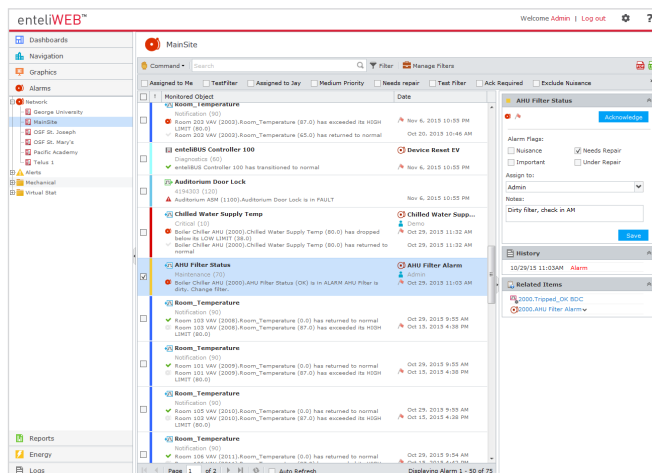 enteliWEB™
Welcome Admin | Log out
Dashboards
Navigation
Graphics
Alarms
Network
George University
MainSite
OSF St. Joseph
OSF St. Mary's
Pacific Academy
Telus 1
Alerts
Mechanical
Virtual Stat
Reports
Energy
Logs
MainSite
Command
Search
Filter
Manage Filters
Assigned to Me
TestFilter
Assigned to Jay
Medium Priority
Needs repair
Test Filter
Ack Required
Exclude Nuisance
! Monitored Object Date
Room_Temperature
Notification (90)
Room 203 VAV (2003).Room_Temperature (87.0) has exceeded its HIGH Nov 6, 2015 10:55 PM
LIMIT (80.0)
Room 203 VAV (2003).Room_Temperature (65.0) has returned to normal Oct 20, 2015 10:46 AM
enteliBUS Controller 100 Device Reset EV
Diagnostics (60)
enteliBUS Controller 100 has transitioned to normal Nov 6, 2015 10:55 PM
Auditorium Door Lock
4194303 (120)
Auditorium ASM (1100).Auditorium Door Lock is in FAULT Nov 6, 2015 10:55 PM
Chilled Water Supply Temp Chilled Water Supp...
Critical (10) Demo
Boiler Chiller AHU (2000).Chilled Water Supply Temp (80.0) has dropped Oct 29, 2015 11:32 AM
below its LOW LIMIT (38.0)
Boiler Chiller AHU (2000).Chilled Water Supply Temp (80.0) has returned to Oct 29, 2015 11:32 AM
normal
AHU Filter Status AHU Filter Alarm
Maintenance (70) Admin
Boiler Chiller AHU (2000).AHU Filter Status (OK) is in ALARM AHU Filter is Oct 29, 2015 11:03 AM
dirty. Change filter.
Room_Temperature
Notification (90)
Room 103 VAV (2008).Room_Temperature (0.0) has returned to normal Oct 29, 2015 9:55 AM
Room 103 VAV (2008).Room_Temperature (87.0) has exceeded its HIGH Oct 15, 2015 4:38 PM
LIMIT (80.0)
Room_Temperature
Notification (90)
Room 101 VAV (2009).Room_Temperature (0.0) has returned to normal Oct 29, 2015 9:55 AM
Room 101 VAV (2009).Room_Temperature (87.0) has exceeded its HIGH Oct 15, 2015 4:38 PM
LIMIT (80.0)
Room_Temperature
Notification (90)
Room 105 VAV (2010).Room_Temperature (0.0) has returned to normal Oct 29, 2015 9:55 AM
Room 105 VAV (2010).Room_Temperature (87.0) has exceeded its HIGH Oct 15, 2015 4:38 PM
LIMIT (80.0)
Room_Temperature
Notification (90)
Room 106 VAV (2011).Room_Temperature (0.0) has returned to normal Oct 29, 2015 9:54 AM
Page 1 of 2
Auto Refresh
Displaying Alarm 1 - 50 of 75
AHU Filter Status
Acknowledge
Alarm Flags:
Nuisance
Needs Repair
Important
Under Repair
Assign to:
Admin
Notes:
Dirty filter, check in AM
Save
History
10/29/15 11:03AM Alarm
Related Items
2000.Tripped_OK BDC
2000.AHU Filter Alarm